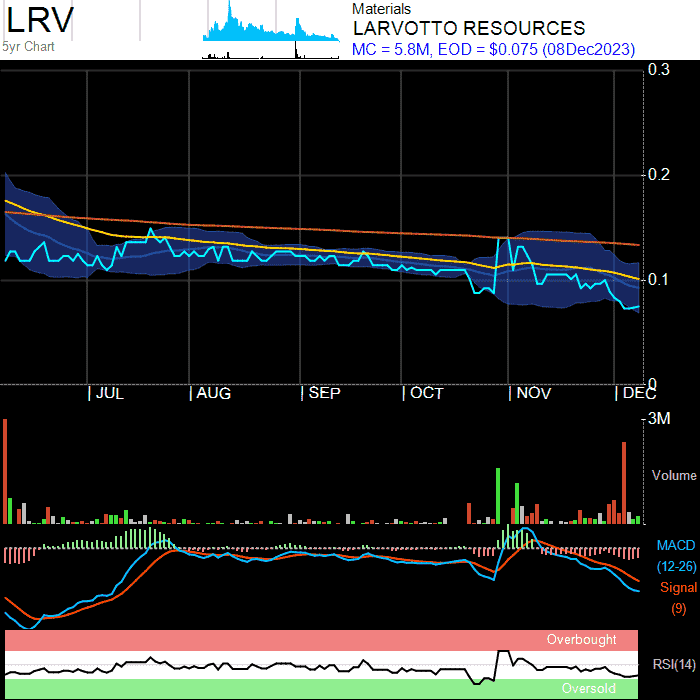 LRV
5yr Chart
Materials
LARVOTTO RESOURCES
MC = 5.8M, EOD = $0.075 (08Dec2023)
0.3
0.2
0.1
0
JUL AUG SEP OCT NOV DEC
3M
Volume
MACD
(12-26)
Signal
(9)
Overbought
RSI(14)
Oversold